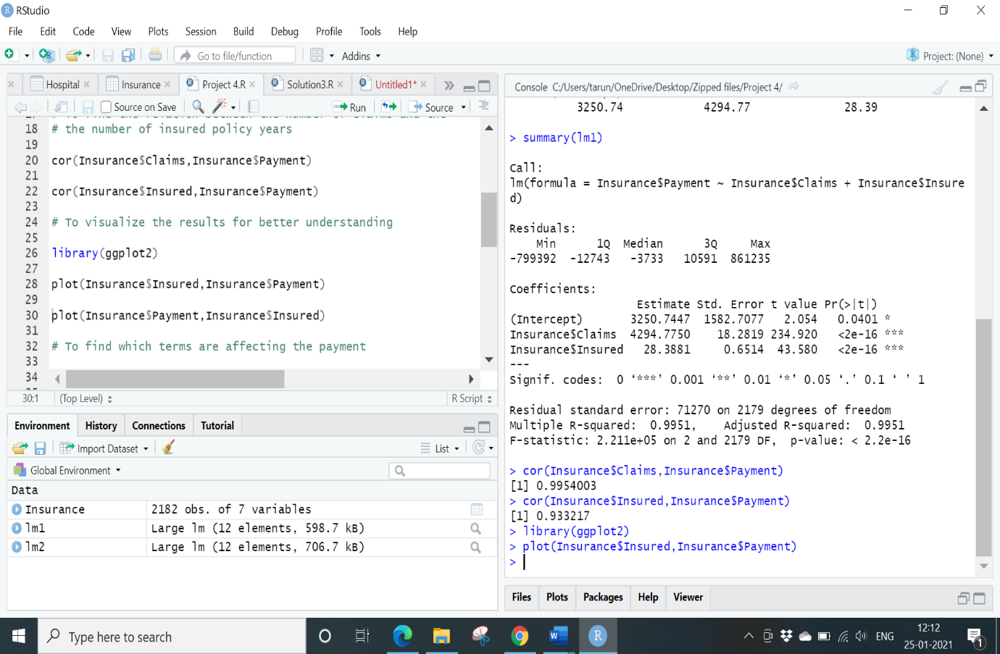 RStudio
File Edit Code View Plots Session Build Debug Profile Tools Help
Go to file/function Addins Project: (None)
Hospital Insurance Project 4.R Solution3.R Untitled1*
Source on Save Run Source
18 # the number of insured policy years
19
20 cor(Insurance$Claims,Insurance$Payment)
21
22 cor(Insurance$Insured,Insurance$Payment)
23
24 # To visualize the results for better understanding
25
26 library(ggplot2)
27
28 plot(Insurance$Insured,Insurance$Payment)
29
30 plot(Insurance$Payment,Insurance$Insured)
31
32 # To find which terms are affecting the payment
33
34
30:1 (Top Level) R Script
Environment History Connections Tutorial
Import Dataset List
Global Environment
Data
Insurance 2182 obs. of 7 variables
lm1 Large lm (12 elements, 598.7 kB)
lm2 Large lm (12 elements, 706.7 kB)
Console C:/Users/tarun/OneDrive/Desktop/Zipped files/Project 4/
3250.74 4294.77 28.39
> summary(lm1)
Call:
lm(formula = Insurance$Payment ~ Insurance$Claims + Insurance$Insure
d)
Residuals:
Min 1Q Median 3Q Max
-799392 -12743 -3733 10591 861235
Coefficients:
Estimate Std. Error t value Pr(>|t|)
(Intercept) 3250.7447 1582.7077 2.054 0.0401 *
Insurance$Claims 4294.7750 18.2819 234.920 <2e-16 ***
Insurance$Insured 28.3881 0.6514 43.580 <2e-16 ***
---
Signif. codes: 0 ‘***’ 0.001 ‘**’ 0.01 ‘*’ 0.05 ‘.’ 0.1 ‘ ’ 1
Residual standard error: 71270 on 2179 degrees of freedom
Multiple R-squared: 0.9951, Adjusted R-squared: 0.9951
F-statistic: 2.211e+05 on 2 and 2179 DF, p-value: < 2.2e-16
> cor(Insurance$Claims,Insurance$Payment)
[1] 0.9954003
> cor(Insurance$Insured,Insurance$Payment)
[1] 0.933217
> library(ggplot2)
> plot(Insurance$Insured,Insurance$Payment)
>
Files Plots Packages Help Viewer
Type here to search
ENG
12:12
25-01-2021
1